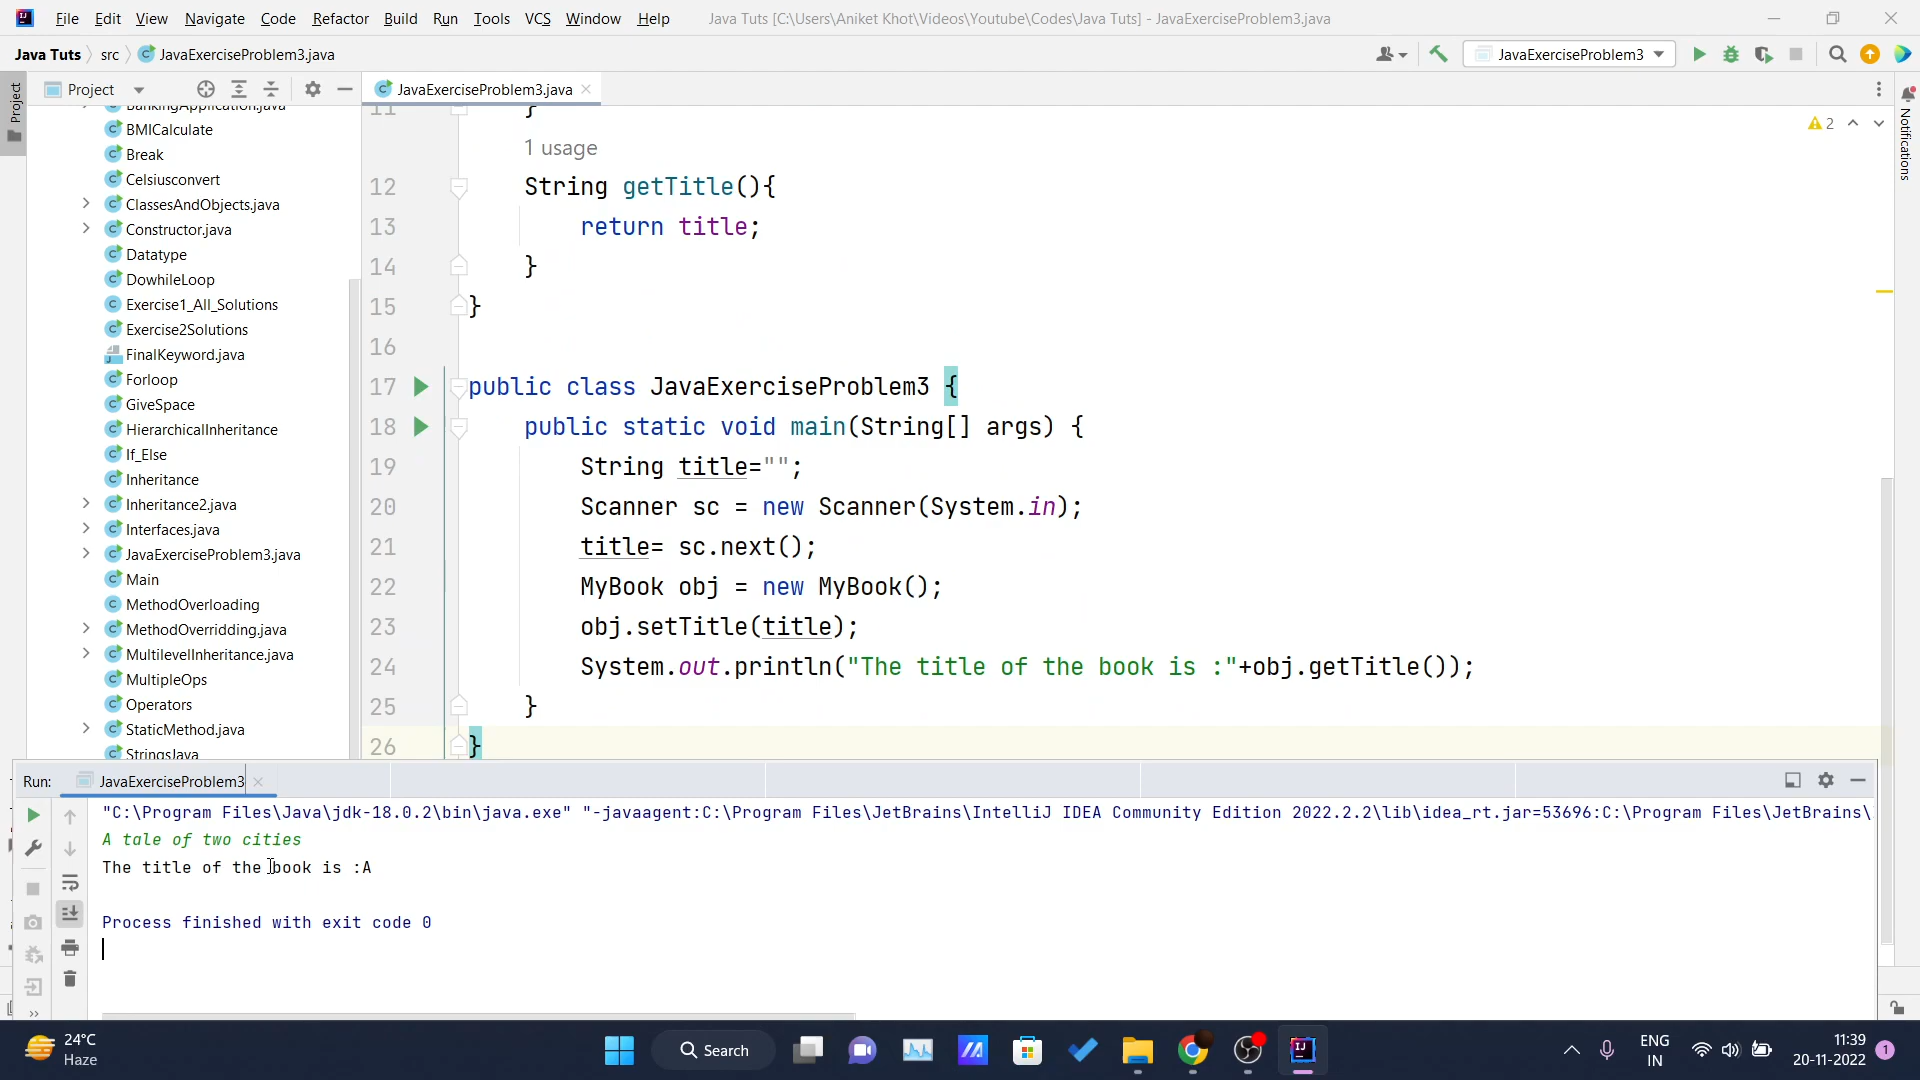 File Edit View Navigate Code Refactor Build Run Tools VCS Window Help Java Tuts [C:\Users\Aniket Khot\Videos\Youtube\Codes\Java Tuts] - JavaExerciseProblem3.java
Java Tuts src JavaExerciseProblem3.java JavaExerciseProblem3
Project
Project
JavaExerciseProblem3.java
Notifications
BankingApplication.java
BMICalculate
Break
Celsiusconvert
ClassesAndObjects.java
Constructor.java
Datatype
DowhileLoop
Exercise1_All_Solutions
Exercise2Solutions
FinalKeyword.java
Forloop
GiveSpace
HierarchicalInheritance
If_Else
Inheritance
Inheritance2.java
Interfaces.java
JavaExerciseProblem3.java
Main
MethodOverloading
MethodOverridding.java
MultilevelInheritance.java
MultipleOps
Operators
StaticMethod.java
StringsJava
2
11 }
1 usage
12 String getTitle(){
13 return title;
14 }
15 }
16
17 public class JavaExerciseProblem3 {
18 public static void main(String[] args) {
19 String title="";
20 Scanner sc = new Scanner(System.in);
21 title= sc.next();
22 MyBook obj = new MyBook();
23 obj.setTitle(title);
24 System.out.println("The title of the book is :"+obj.getTitle());
25 }
26 }
Run: JavaExerciseProblem3
"C:\Program Files\Java\jdk-18.0.2\bin\java.exe" "-javaagent:C:\Program Files\JetBrains\IntelliJ IDEA Community Edition 2022.2.2\lib\idea_rt.jar=53696:C:\Program Files\JetBrains\
A tale of two cities
The title of the book is :A
Process finished with exit code 0
24°C
Haze
Search
ENG
IN
11:39
20-11-2022
1